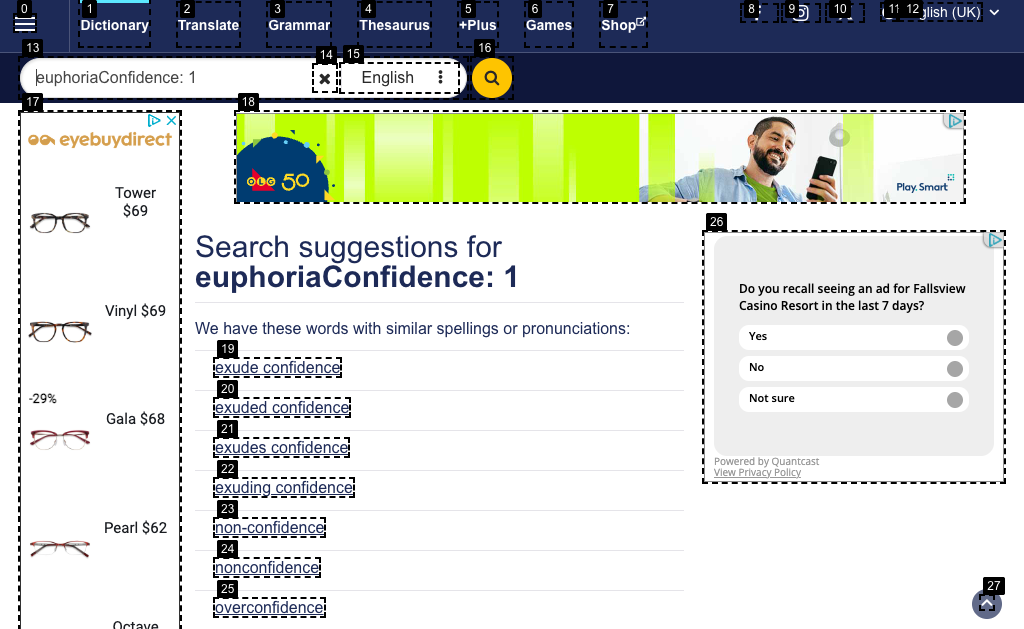 0 1 2 3 4 5 6 7 8 9 10 11 12
Dictionary Translate Grammar Thesaurus +Plus Games Shop glish (UK)
13 14 15 16
euphoriaConfidence: 1 English
17 18
eyebuydirect
Tower
$69
Vinyl $69
-29%
Gala $68
Pearl $62
Octave
OLG 50
Play. Smart
Search suggestions for
euphoriaConfidence: 1
We have these words with similar spellings or pronunciations:
19
exude confidence
20
exuded confidence
21
exudes confidence
22
exuding confidence
23
non-confidence
24
nonconfidence
25
overconfidence
26
Do you recall seeing an ad for Fallsview
Casino Resort in the last 7 days?
Yes
No
Not sure
Powered by Quantcast
View Privacy Policy
27